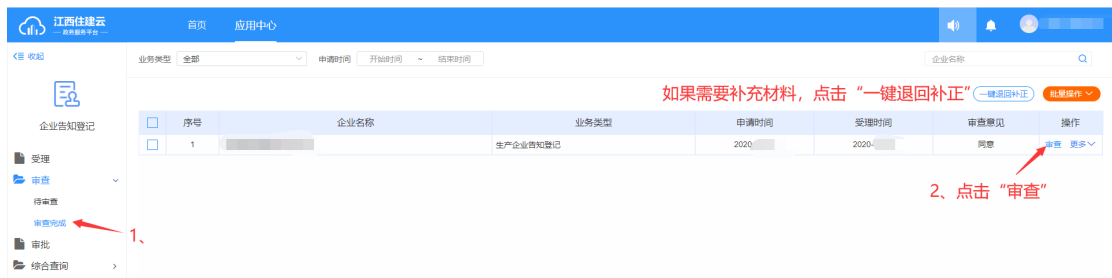 江西住建云
— 政务服务平台 —
首页
应用中心
收起
业务类型 全部
申请时间 开始时间 ~ 结束时间
企业名称
如果需要补充材料，点击“一键退回补正”
一键退回补正
批量操作
企业告知登记
序号 企业名称 业务类型 申请时间 受理时间 审查意见 操作
1 生产企业告知登记 2020- 2020- 同意 审查 更多
受理
审查
待审查
审查完成
1、
2、点击“审查”
审批
综合查询